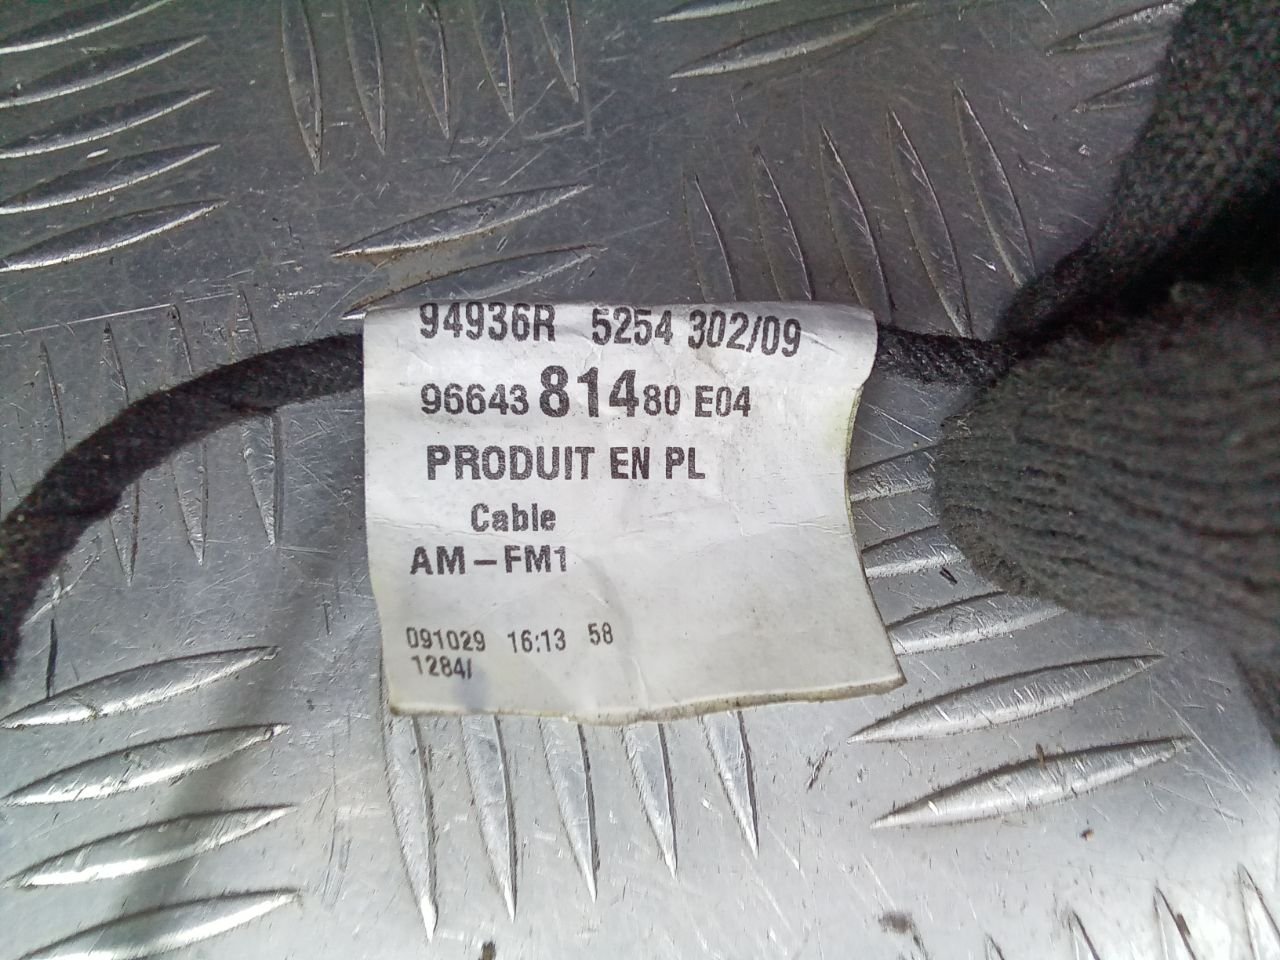 94936R 5254 302/09
96643 814 80 E04
PRODUIT EN PL
Cable
AM-FM1
091029 16:13 58
1284/